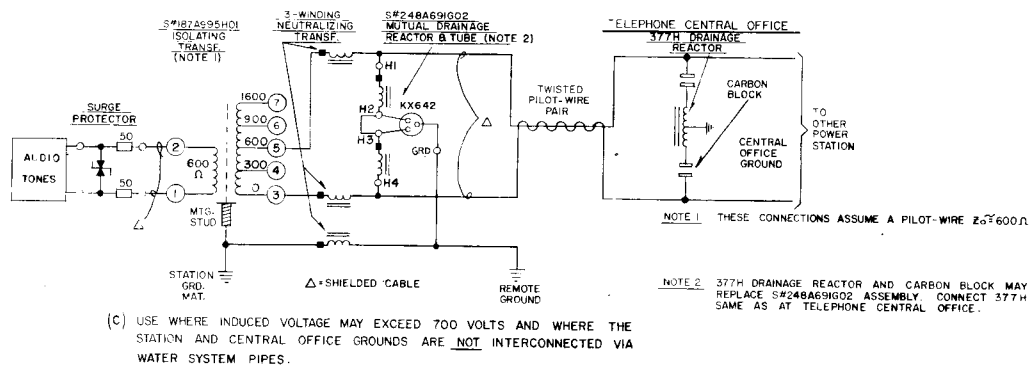 S#187A995H01
ISOLATING
TRANSF.
(NOTE 1)
3-WINDING
NEUTRALIZING
TRANSF.
S#248A691G02
MUTUAL DRAINAGE
REACTOR & TUBE (NOTE 2)
TELEPHONE CENTRAL OFFICE
377H DRAINAGE
REACTOR
SURGE
PROTECTOR
AUDIO
TONES
50
50
2
1
600
Ω
1600 7
900 6
600 5
300 4
0 3
MTG.
STUD
STATION
GRD.
MAT.
H1
H2
KX642
H3
GRD
H4
Δ
Δ
TWISTED
PILOT-WIRE
PAIR
CARBON
BLOCK
CENTRAL
OFFICE
GROUND
TO
OTHER
POWER
STATION
Δ = SHIELDED CABLE
REMOTE
GROUND
NOTE 1 THESE CONNECTIONS ASSUME A PILOT-WIRE Zo≅600Ω
NOTE 2 377H DRAINAGE REACTOR AND CARBON BLOCK MAY
REPLACE S#248A691G02 ASSEMBLY. CONNECT 377H
SAME AS AT TELEPHONE CENTRAL OFFICE.
(C) USE WHERE INDUCED VOLTAGE MAY EXCEED 700 VOLTS AND WHERE THE
STATION AND CENTRAL OFFICE GROUNDS ARE NOT INTERCONNECTED VIA
WATER SYSTEM PIPES.